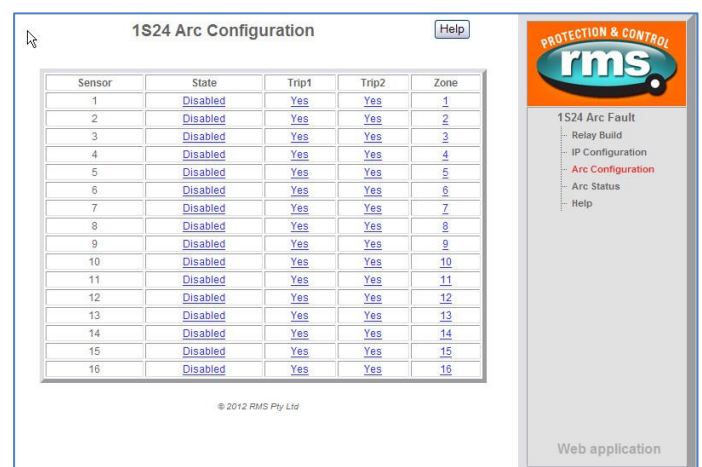 1S24 Arc Configuration
Help
Sensor State Trip1 Trip2 Zone
1 Disabled Yes Yes 1
2 Disabled Yes Yes 2
3 Disabled Yes Yes 3
4 Disabled Yes Yes 4
5 Disabled Yes Yes 5
6 Disabled Yes Yes 6
7 Disabled Yes Yes 7
8 Disabled Yes Yes 8
9 Disabled Yes Yes 9
10 Disabled Yes Yes 10
11 Disabled Yes Yes 11
12 Disabled Yes Yes 12
13 Disabled Yes Yes 13
14 Disabled Yes Yes 14
15 Disabled Yes Yes 15
16 Disabled Yes Yes 16
© 2012 RMS Pty Ltd
PROTECTION & CONTROL
rms
1S24 Arc Fault
Relay Build
IP Configuration
Arc Configuration
Arc Status
Help
Web application